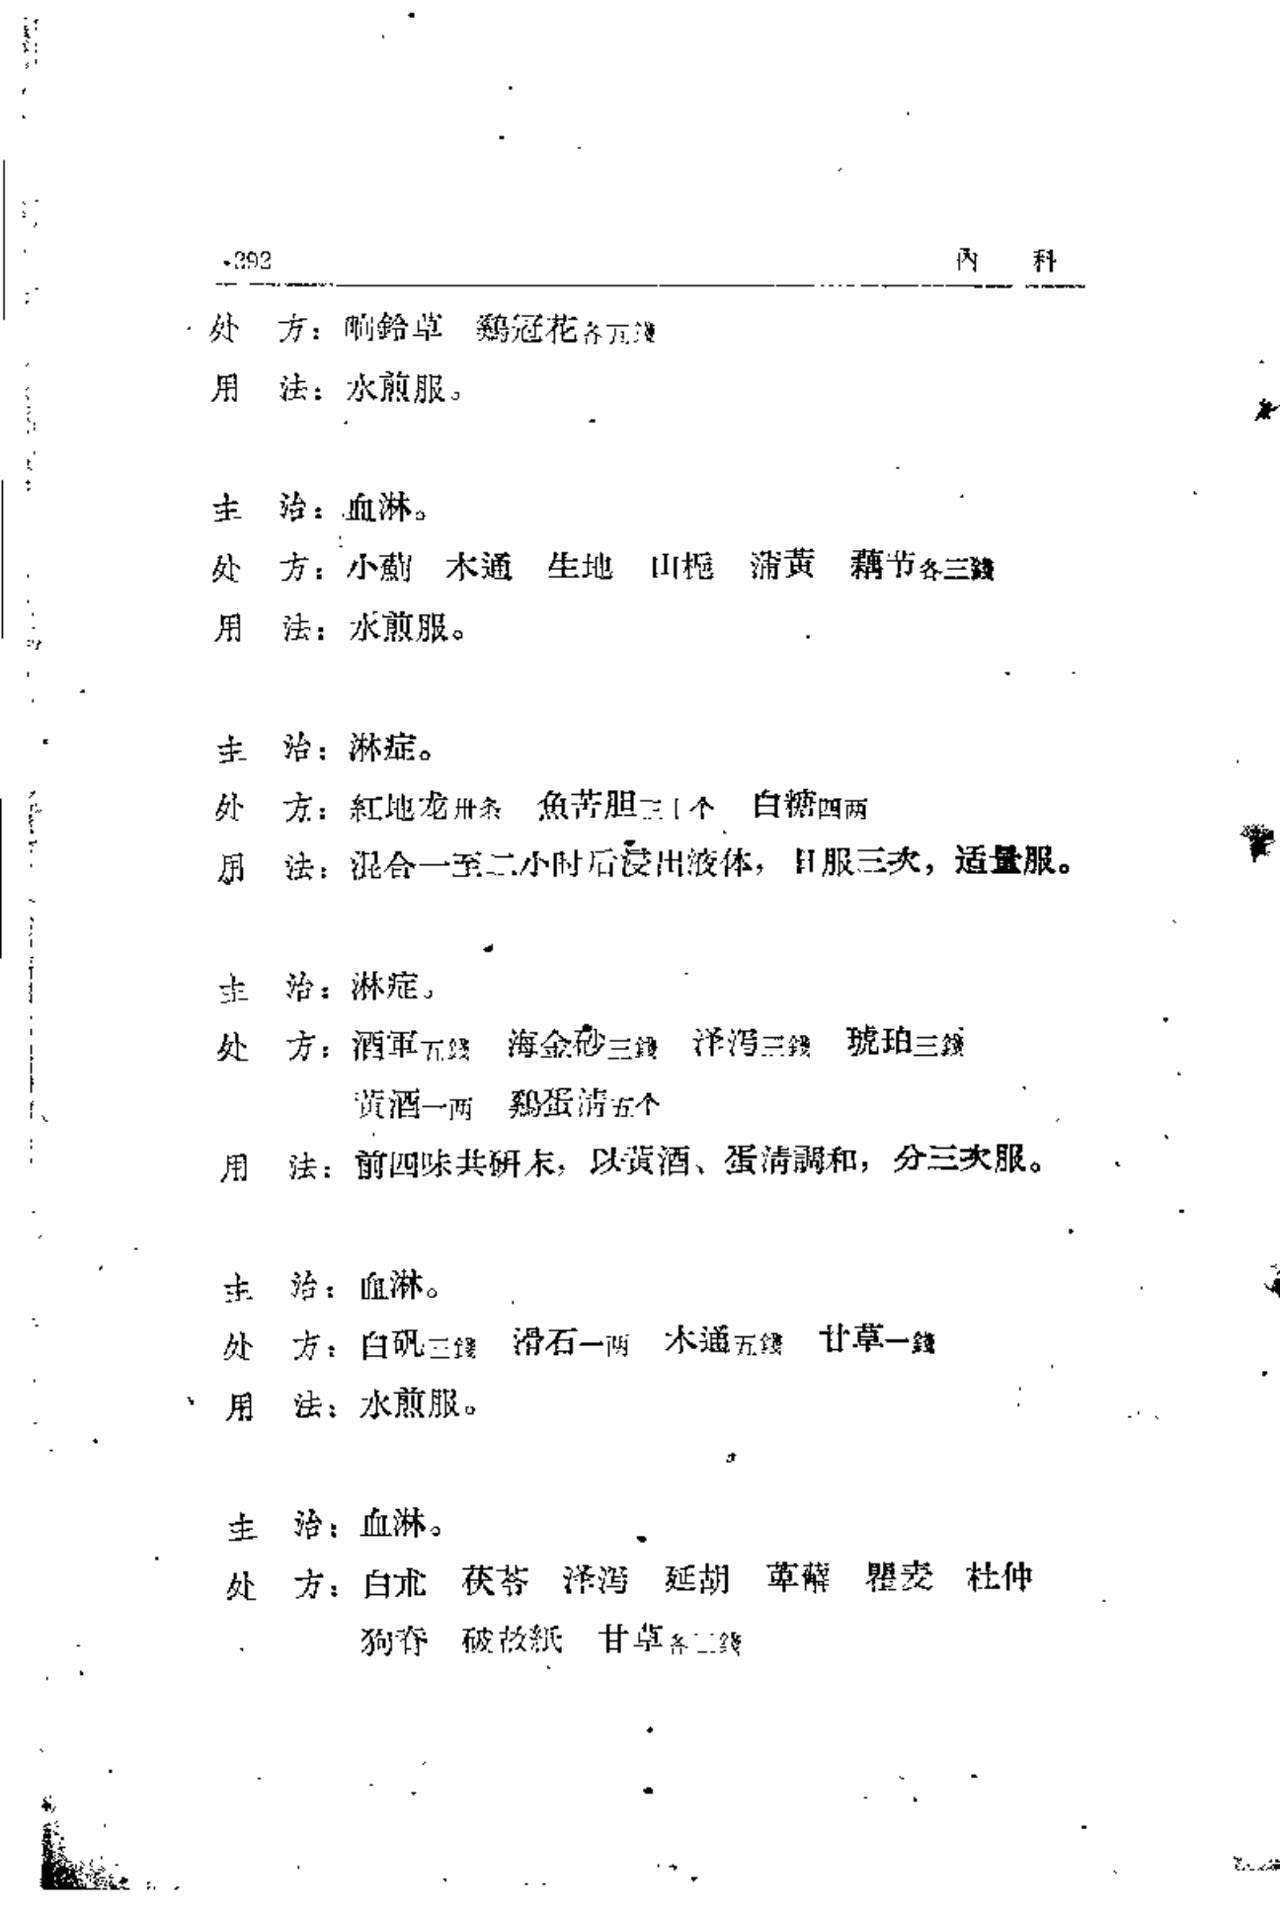 392 內 科
处 方：响鈴草 鷄冠花各五錢
用 法：水煎服。
主 治：血淋。
处 方：小薊 木通 生地 山梔 蒲黃 藕节各三錢
用 法：水煎服。
主 治：淋症。
处 方：紅地龙卅条 魚苦胆三十个 白糖四两
用 法：混合一至二小时后浸出液体，日服三次，适量服。
主 治：淋症。
处 方：酒軍五錢 海金砂三錢 泽泻三錢 琥珀三錢
黃酒一两 鷄蛋清五个
用 法：前四味共研末，以黃酒、蛋清調和，分三次服。
主 治：血淋。
处 方：白矾三錢 滑石一两 木通五錢 甘草一錢
用 法：水煎服。
主 治：血淋。
处 方：白朮 茯苓 泽泻 延胡 萆薢 瞿麦 杜仲
狗脊 破故紙 甘草各二錢